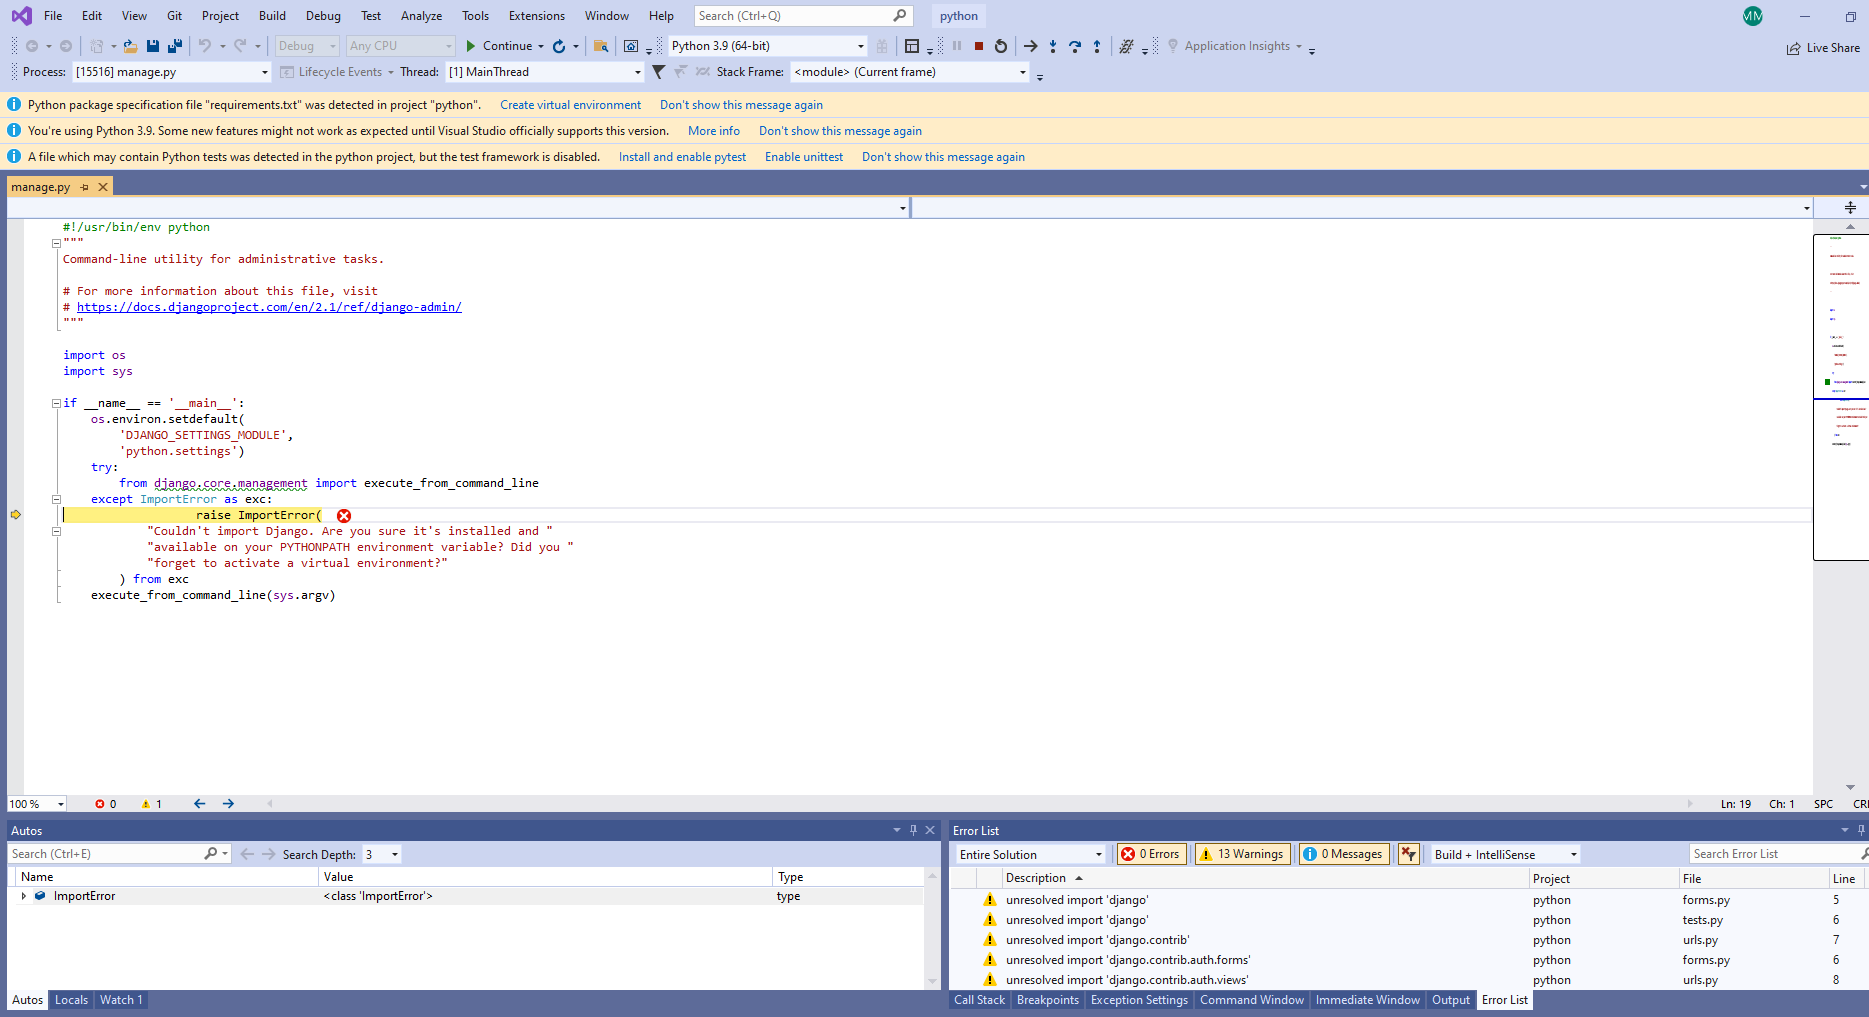 File Edit View Git Project Build Debug Test Analyze Tools Extensions Window Help Search (Ctrl+Q) python MM
Debug Any CPU Continue Python 3.9 (64-bit) Application Insights Live Share
Process: [15516] manage.py Lifecycle Events Thread: [1] MainThread Stack Frame: <module> (Current frame)
Python package specification file "requirements.txt" was detected in project "python". Create virtual environment Don't show this message again
You're using Python 3.9. Some new features might not work as expected until Visual Studio officially supports this version. More info Don't show this message again
A file which may contain Python tests was detected in the python project, but the test framework is disabled. Install and enable pytest Enable unittest Don't show this message again
manage.py
#!/usr/bin/env python
"""
Command-line utility for administrative tasks.
# For more information about this file, visit
# https://docs.djangoproject.com/en/2.1/ref/django-admin/
"""
import os
import sys
if __name__ == '__main__':
os.environ.setdefault(
'DJANGO_SETTINGS_MODULE',
'python.settings')
try:
from django.core.management import execute_from_command_line
except ImportError as exc:
raise ImportError(
"Couldn't import Django. Are you sure it's installed and "
"available on your PYTHONPATH environment variable? Did you "
"forget to activate a virtual environment?"
) from exc
execute_from_command_line(sys.argv)
100 % 0 1 Ln: 19 Ch: 1 SPC CR
Autos
Search (Ctrl+E) Search Depth: 3
Name Value Type
ImportError <class 'ImportError'> type
Autos Locals Watch 1
Error List
Entire Solution 0 Errors 13 Warnings 0 Messages Build + IntelliSense Search Error List
Description Project File Line
unresolved import 'django' python forms.py 5
unresolved import 'django' python tests.py 6
unresolved import 'django.contrib' python urls.py 7
unresolved import 'django.contrib.auth.forms' python forms.py 6
unresolved import 'django.contrib.auth.views' python urls.py 8
Call Stack Breakpoints Exception Settings Command Window Immediate Window Output Error List